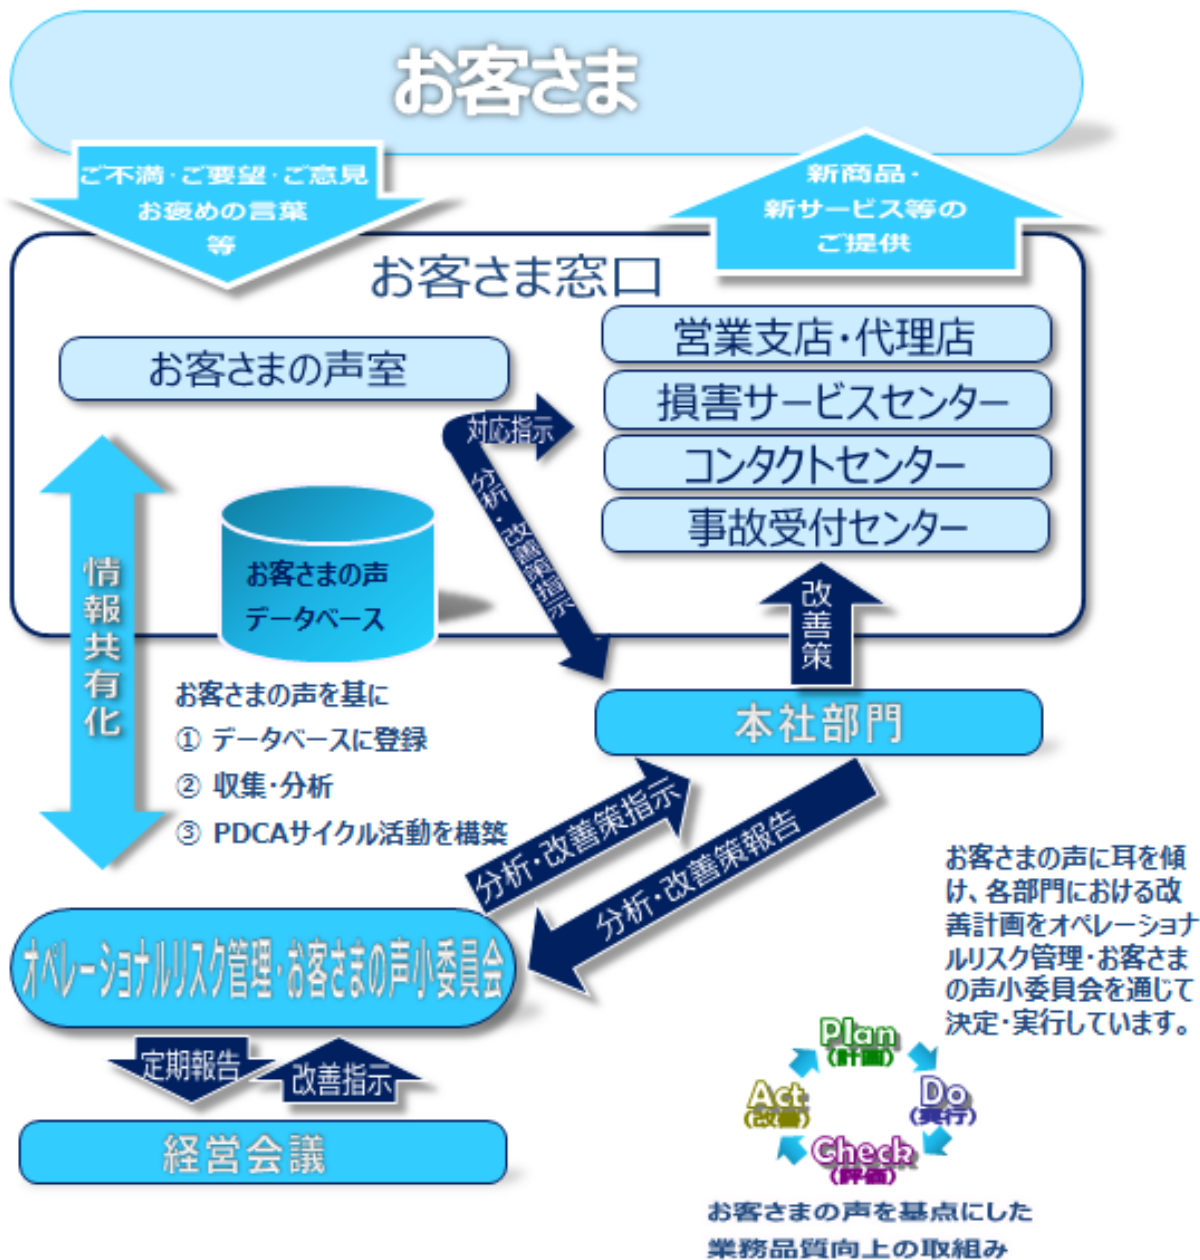 お客さま
ご不満・ご要望・ご意見
お褒めの言葉
等
新商品・
新サービス等の
ご提供
お客さま窓口
お客さまの声室
営業支店・代理店
損害サービスセンター
コンタクトセンター
事故受付センター
対応指示
分析・改善策指示
情報共有化
お客さまの声
データベース
改善策
お客さまの声を基に
① データベースに登録
② 収集・分析
③ PDCAサイクル活動を構築
本社部門
分析・改善策指示
分析・改善策報告
オペレーショナルリスク管理・お客さまの声小委員会
お客さまの声に耳を傾
け、各部門における改
善計画をオペレーショナ
ルリスク管理・お客さま
の声小委員会を通じて
決定・実行しています。
定期報告
改善指示
経営会議
Plan
(計画)
Do
(実行)
Check
(評価)
Act
(改善)
お客さまの声を基点にした
業務品質向上の取組み